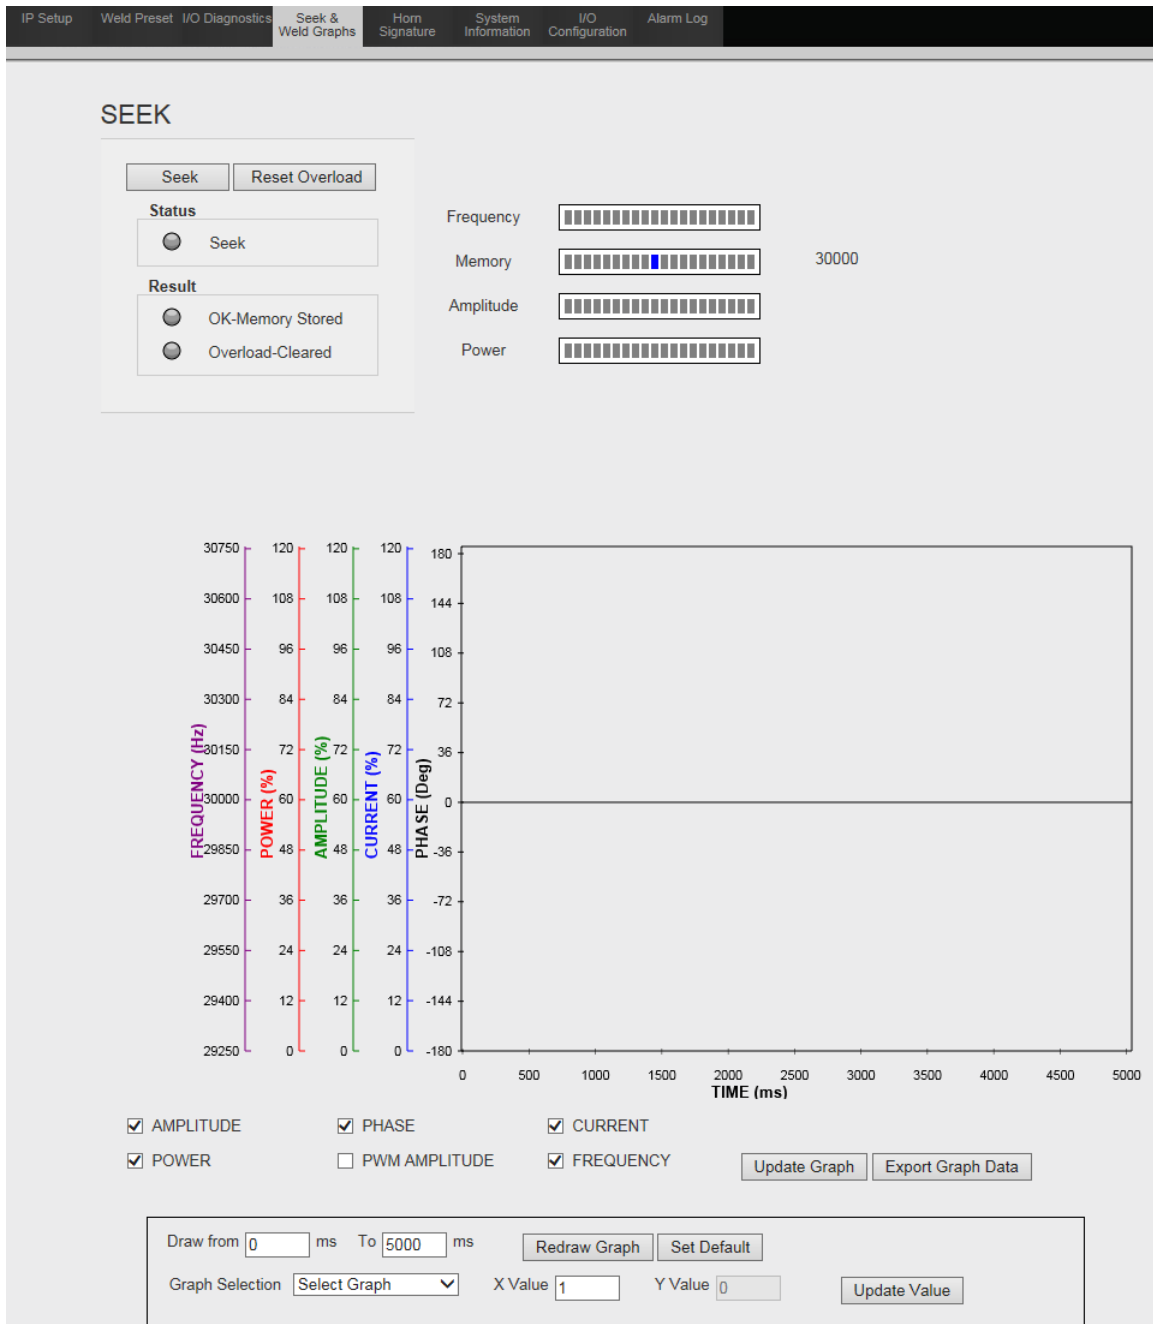 IP Setup Weld Preset I/O Diagnostics Seek & Weld Graphs Horn Signature System Information I/O Configuration Alarm Log
SEEK
Seek Reset Overload
Status
Seek
Result
OK-Memory Stored
Overload-Cleared
Frequency
Memory 30000
Amplitude
Power
30750 120 120 120 180
30600 108 108 108 144
30450 96 96 96 108
30300 84 84 84 72
30150 72 72 72 36
30000 60 60 60 0
29850 48 48 48 -36
29700 36 36 36 -72
29550 24 24 24 -108
29400 12 12 12 -144
29250 0 0 0 -180
FREQUENCY (Hz)
POWER (%)
AMPLITUDE (%)
CURRENT (%)
PHASE (Deg)
0 500 1000 1500 2000 2500 3000 3500 4000 4500 5000
TIME (ms)
AMPLITUDE PHASE CURRENT
POWER PWM AMPLITUDE FREQUENCY Update Graph Export Graph Data
Draw from 0 ms To 5000 ms Redraw Graph Set Default
Graph Selection Select Graph X Value 1 Y Value 0 Update Value